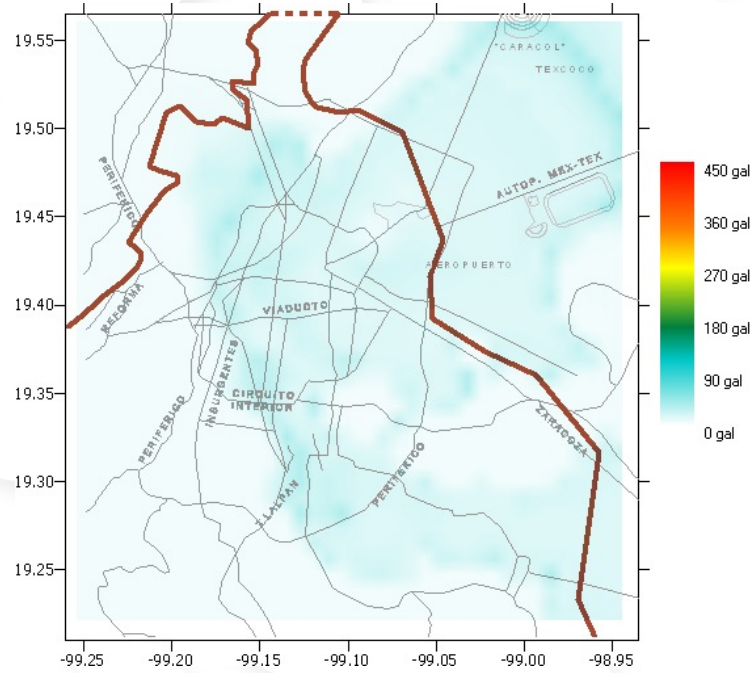 19.55
19.50
19.45
19.40
19.35
19.30
19.25
-99.25
-99.20
-99.15
-99.10
-99.05
-99.00
-98.95
"CARACOL"
TEXCOCO
PERIFERICO
AUTOP. MEX-TEX
AEROPUERTO
REFORMA
VIADUCTO
INSURGENTES
CIRCUITO
INTERIOR
PERIFERICO
ZARAGOZA
TLALPAN
PERIFERICO
450 gal
360 gal
270 gal
180 gal
90 gal
0 gal